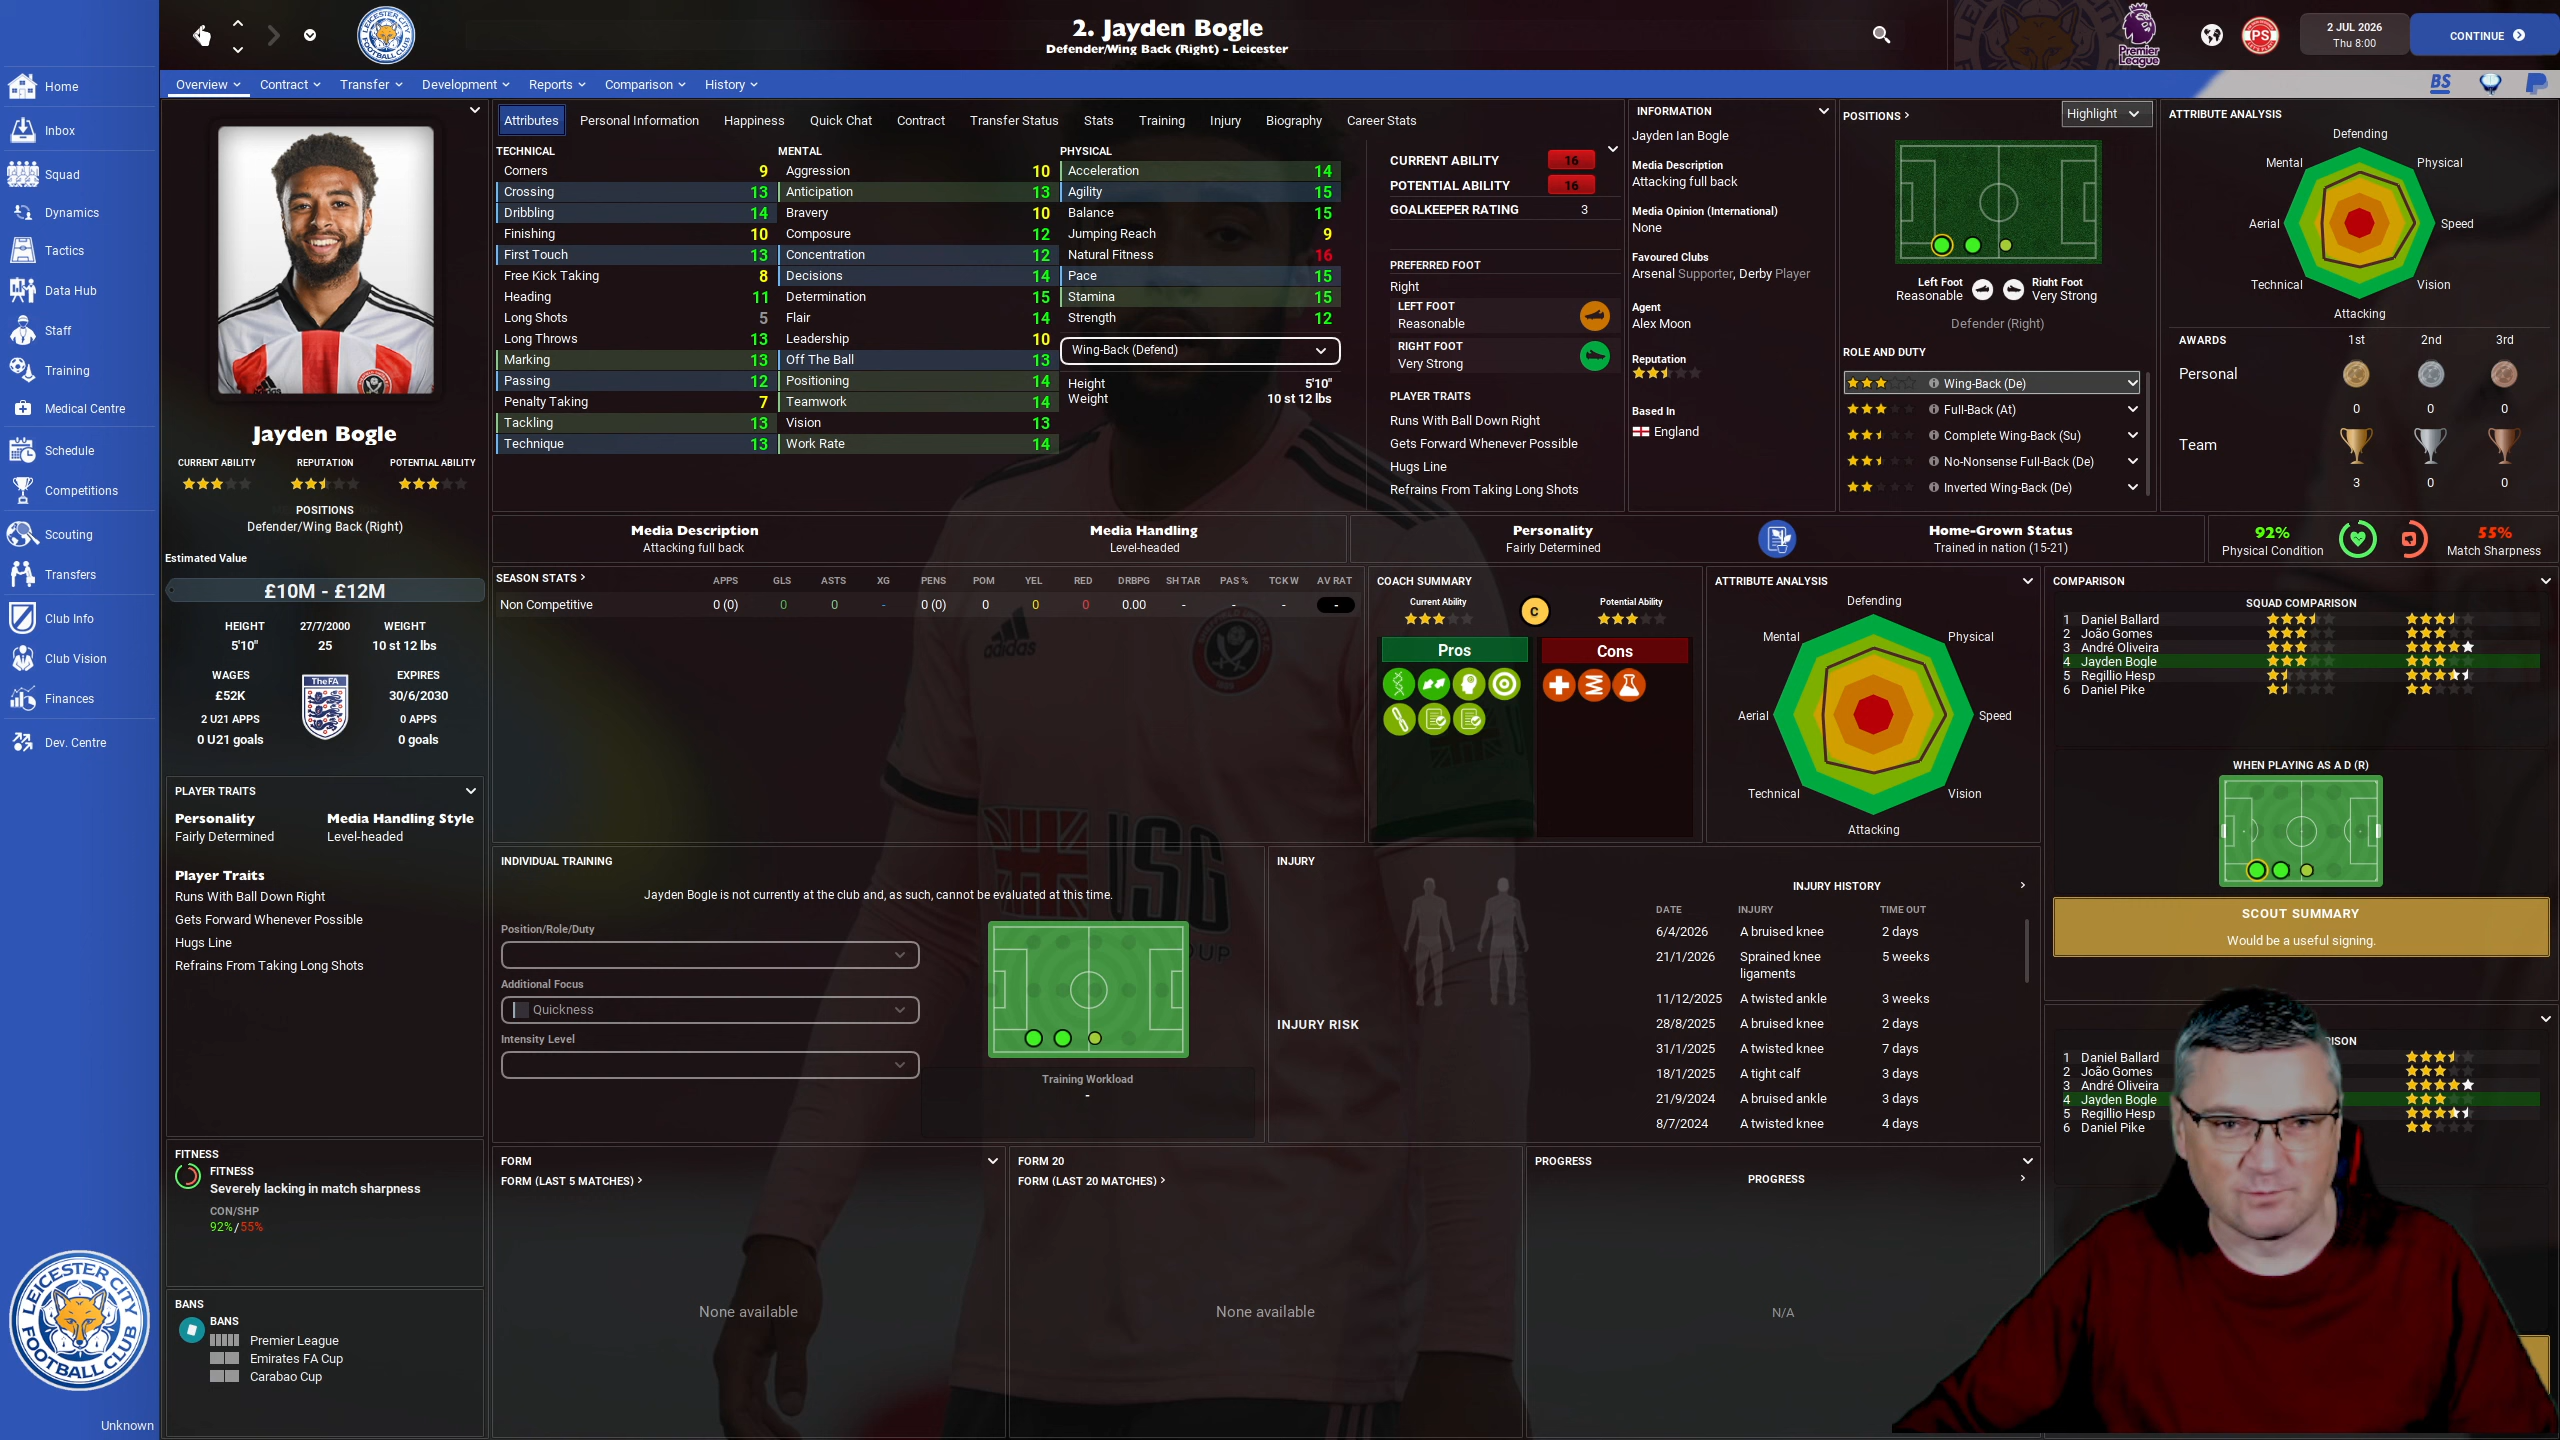 2. Jayden Bogle
Defender/Wing Back (Right) - Leicester
Premier League
PS
2 JUL 2026
Thu 8:00
CONTINUE
Overview
Contract
Transfer
Development
Reports
Comparison
History
BS
Home
Inbox
Squad
Dynamics
Tactics
Data Hub
Staff
Training
Medical Centre
Schedule
Competitions
Scouting
Transfers
Club Info
Club Vision
Finances
Dev. Centre
LEICESTER CITY
FOOTBALL CLUB
Unknown
Jayden Bogle
CURRENT ABILITY REPUTATION POTENTIAL ABILITY
POSITIONS
Defender/Wing Back (Right)
Estimated Value
£10M - £12M
HEIGHT 27/7/2000 WEIGHT
5'10" 25 10 st 12 lbs
WAGES The FA EXPIRES
£52K 30/6/2030
2 U21 APPS 0 APPS
0 U21 goals 0 goals
PLAYER TRAITS
Personality Media Handling Style
Fairly Determined Level-headed
Player Traits
Runs With Ball Down Right
Gets Forward Whenever Possible
Hugs Line
Refrains From Taking Long Shots
FITNESS
FITNESS
Severely lacking in match sharpness
CON/SHP
92%/55%
BANS
BANS
Premier League
Emirates FA Cup
Carabao Cup
Attributes Personal Information Happiness Quick Chat Contract Transfer Status Stats Training Injury Biography Career Stats
TECHNICAL
Corners 9
Crossing 13
Dribbling 14
Finishing 10
First Touch 13
Free Kick Taking 8
Heading 11
Long Shots 5
Long Throws 13
Marking 13
Passing 12
Penalty Taking 7
Tackling 13
Technique 13
MENTAL
Aggression 10
Anticipation 13
Bravery 10
Composure 12
Concentration 12
Decisions 14
Determination 15
Flair 14
Leadership 10
Off The Ball 13
Positioning 14
Teamwork 14
Vision 13
Work Rate 14
PHYSICAL
Acceleration 14
Agility 15
Balance 15
Jumping Reach 9
Natural Fitness 16
Pace 15
Stamina 15
Strength 12
Wing-Back (Defend)
Height 5'10"
Weight 10 st 12 lbs
CURRENT ABILITY 16
POTENTIAL ABILITY 16
GOALKEEPER RATING 3
PREFERRED FOOT
Right
LEFT FOOT
Reasonable
RIGHT FOOT
Very Strong
PLAYER TRAITS
Runs With Ball Down Right
Gets Forward Whenever Possible
Hugs Line
Refrains From Taking Long Shots
INFORMATION
Jayden Ian Bogle
Media Description
Attacking full back
Media Opinion (International)
None
Favoured Clubs
Arsenal Supporter, Derby Player
Agent
Alex Moon
Reputation
Based In
England
POSITIONS
Highlight
Left Foot Right Foot
Reasonable Very Strong
Defender (Right)
ROLE AND DUTY
Wing-Back (De)
Full-Back (At)
Complete Wing-Back (Su)
No-Nonsense Full-Back (De)
Inverted Wing-Back (De)
ATTRIBUTE ANALYSIS
Defending
Mental Physical
Aerial Speed
Technical Vision
Attacking
AWARDS 1st 2nd 3rd
Personal
0 0 0
Team
3 0 0
Media Description
Attacking full back
Media Handling
Level-headed
Personality
Fairly Determined
Home-Grown Status
Trained in nation (15-21)
92%
Physical Condition
55%
Match Sharpness
SEASON STATS APPS GLS ASTS XG PENS POM YEL RED DRBPG SH TAR PAS % TCK W AV RAT
Non Competitive 0 (0) 0 0 - 0 (0) 0 0 0 0.00 - - - -
COACH SUMMARY
Current Ability C Potential Ability
Pros Cons
ATTRIBUTE ANALYSIS
Defending
Mental Physical
Aerial Speed
Technical Vision
Attacking
COMPARISON
SQUAD COMPARISON
1 Daniel Ballard
2 João Gomes
3 André Oliveira
4 Jayden Bogle
5 Regillio Hesp
6 Daniel Pike
WHEN PLAYING AS A D (R)
SCOUT SUMMARY
Would be a useful signing.
INDIVIDUAL TRAINING
Jayden Bogle is not currently at the club and, as such, cannot be evaluated at this time.
Position/Role/Duty
Additional Focus
Quickness
Intensity Level
Training Workload
-
INJURY
INJURY RISK
INJURY HISTORY
DATE INJURY TIME OUT
6/4/2026 A bruised knee 2 days
21/1/2026 Sprained knee ligaments 5 weeks
11/12/2025 A twisted ankle 3 weeks
28/8/2025 A bruised knee 2 days
31/1/2025 A twisted knee 7 days
18/1/2025 A tight calf 3 days
21/9/2024 A bruised ankle 3 days
8/7/2024 A twisted knee 4 days
1 Daniel Ballard
2 João Gomes
3 André Oliveira
4 Jayden Bogle
5 Regillio Hesp
6 Daniel Pike
FORM
FORM (LAST 5 MATCHES)
None available
FORM 20
FORM (LAST 20 MATCHES)
None available
PROGRESS
PROGRESS
N/A
adidas
USG